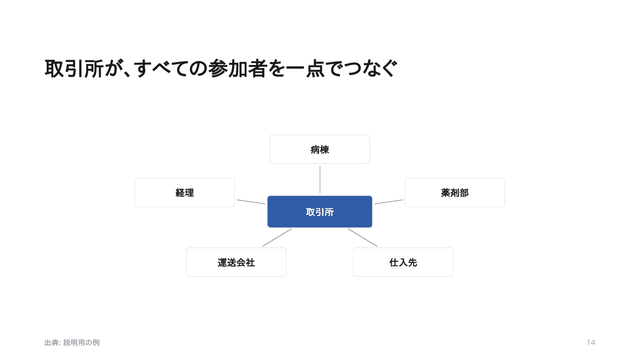 取引所が、すべての参加者を一点でつなぐ
病棟
経理
薬剤部
取引所
運送会社
仕入先
出典: 説明用の例
14